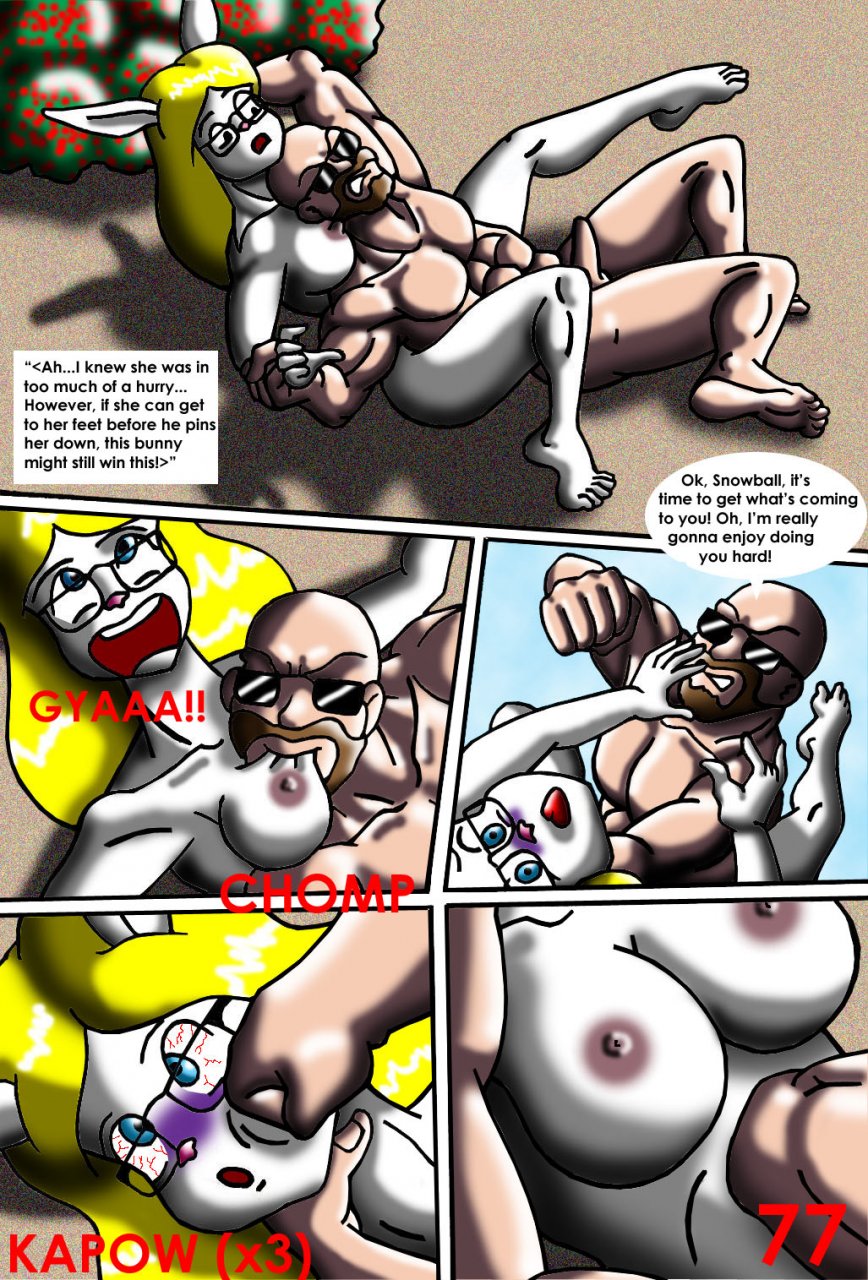 “<Ah...I knew she was in
too much of a hurry...
However, if she can get
to her feet before he pins
her down, this bunny
might still win this!>”
Ok, Snowball, it’s
time to get what’s coming
to you! Oh, I’m really
gonna enjoy doing
you hard!
GYAAA!!
CHOMP
KAPOW (x3)
77